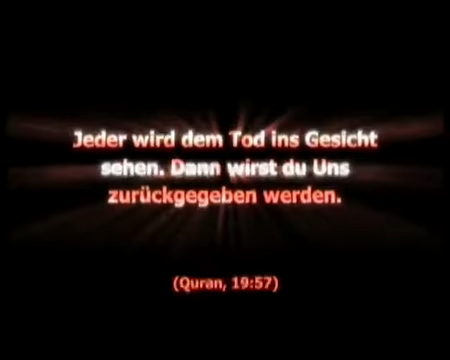 Jeder wird dem Tod ins Gesicht
sehen. Dann wirst du Uns
zurückgegeben werden.
(Quran, 19:57)